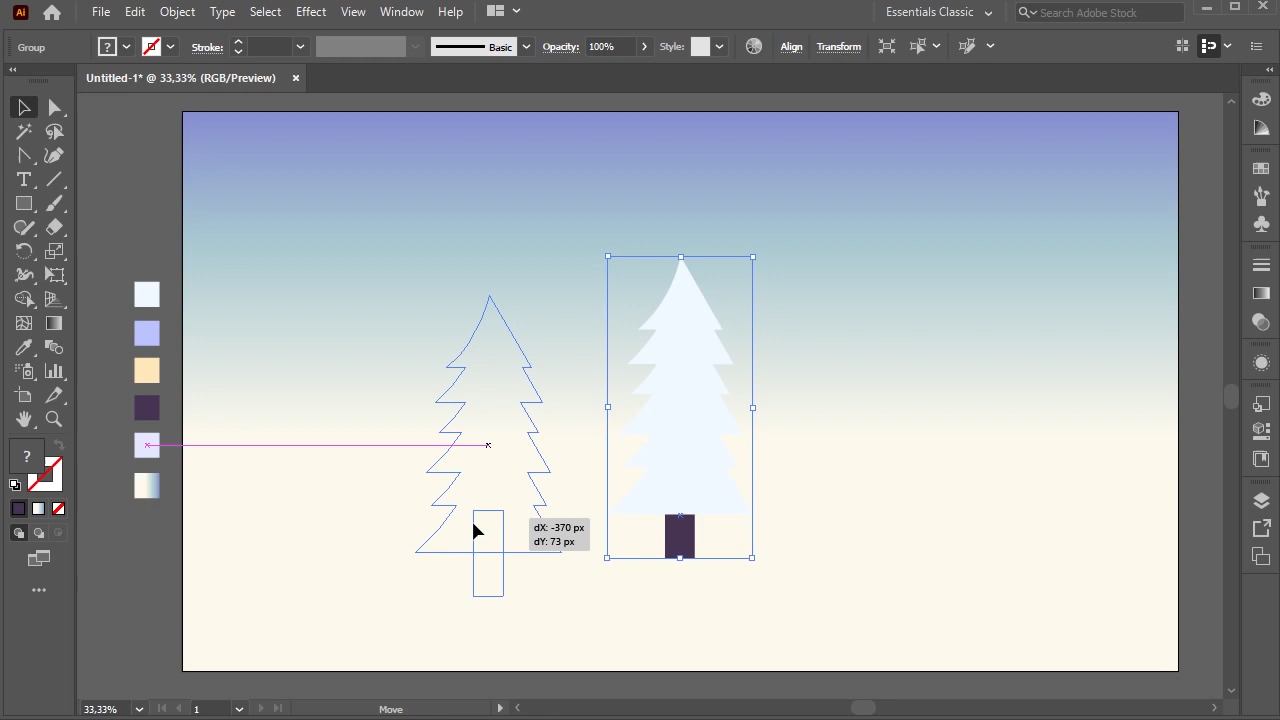 Ai File Edit Object Type Select Effect View Window Help Essentials Classic Search Adobe Stock
Group ? Stroke: Basic Opacity: 100% Style: Align Transform
Untitled-1* @ 33,33% (RGB/Preview)
T
?
dX: -370 px
dY: 73 px
33,33% 1 Move